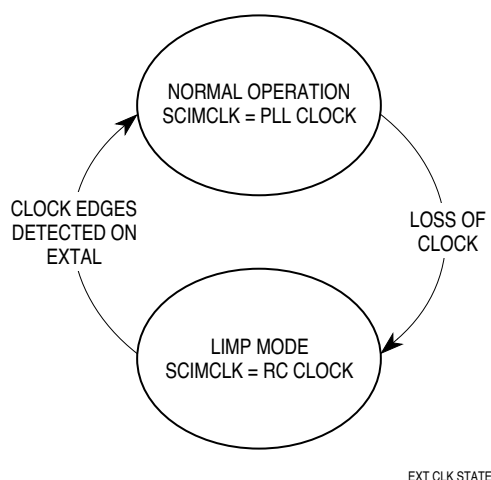 NORMAL OPERATION
SCIMCLK = PLL CLOCK
CLOCK EDGES
DETECTED ON
EXTAL
LOSS OF
CLOCK
LIMP MODE
SCIMCLK = RC CLOCK
EXT CLK STATE